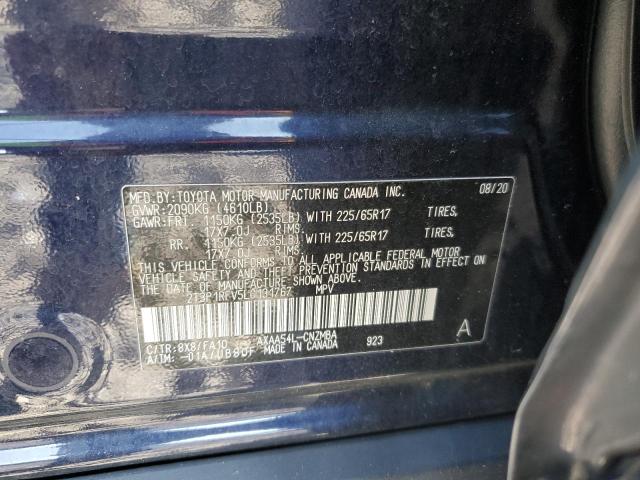 MFD.BY:TOYOTA MOTOR MANUFACTURING CANADA INC. 08/20
GVWR:2090KG (4610LB)
GAWR:FRT. 1150KG (2535LB) WITH 225/65R17 TIRES,
17X7.0J RIMS,
RR. 1150KG (2535LB) WITH 225/65R17 TIRES,
17X7.0J RIMS,
THIS VEHICLE CONFORMS TO ALL APPLICABLE FEDERAL MOTOR
VEHICLE SAFETY AND THEFT PREVENTION STANDARDS IN EFFECT
ON THE DATE OF MANUFACTURE SHOWN ABOVE.
MPV
C/TR:8X8/FA10 AXAA54L-CNZMBA A
A/TM: -01A/UB80F MADE IN CANADA 923